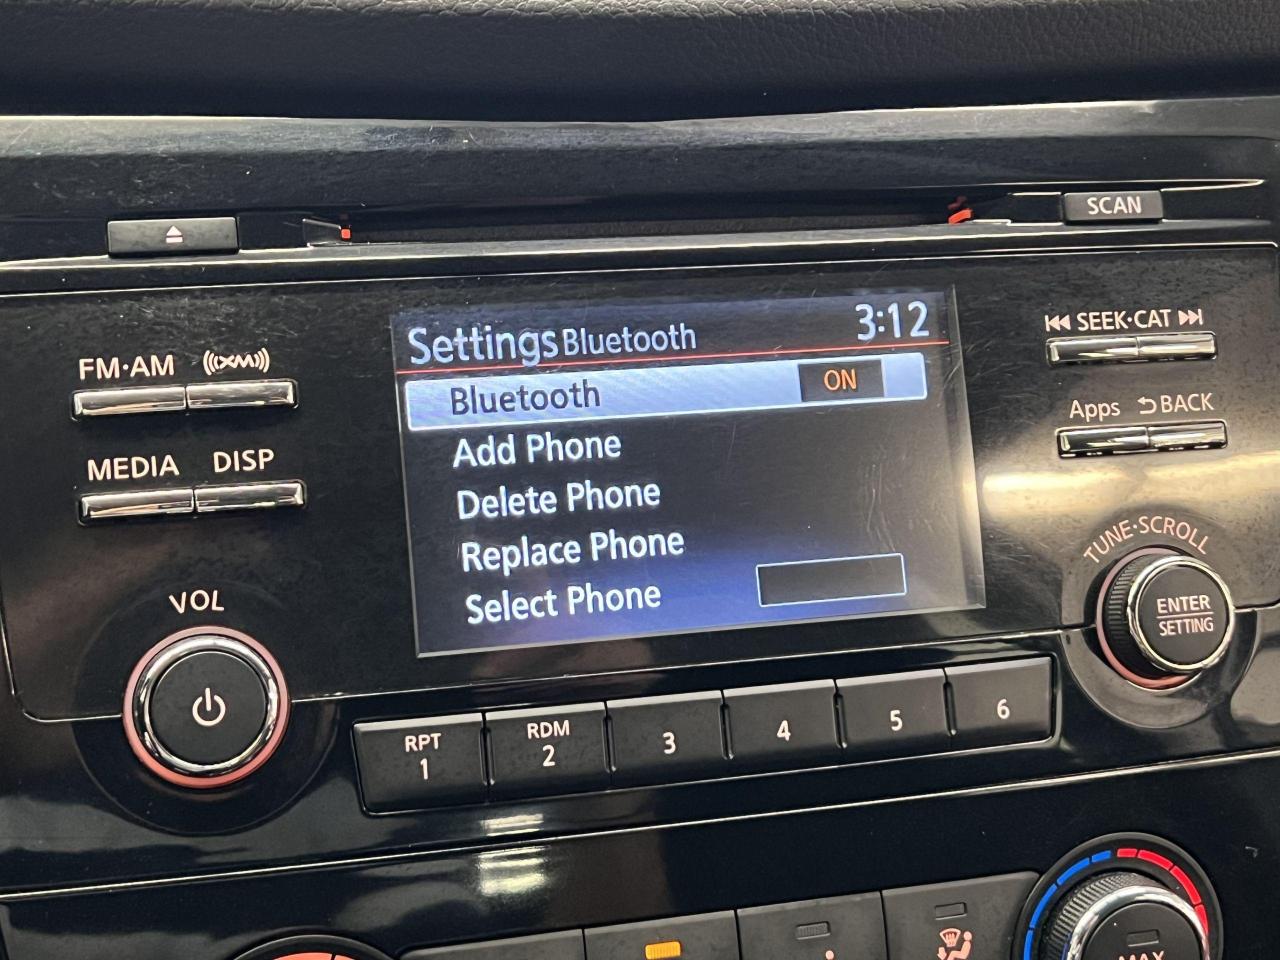 SCAN
FM·AM
XM
SEEK·CAT
Settings Bluetooth 3:12
Bluetooth ON
Add Phone
Delete Phone
Replace Phone
Select Phone
MEDIA DISP
Apps BACK
TUNE·SCROLL
ENTER
SETTING
VOL
RPT
1
RDM
2
3
4
5
6
MAX